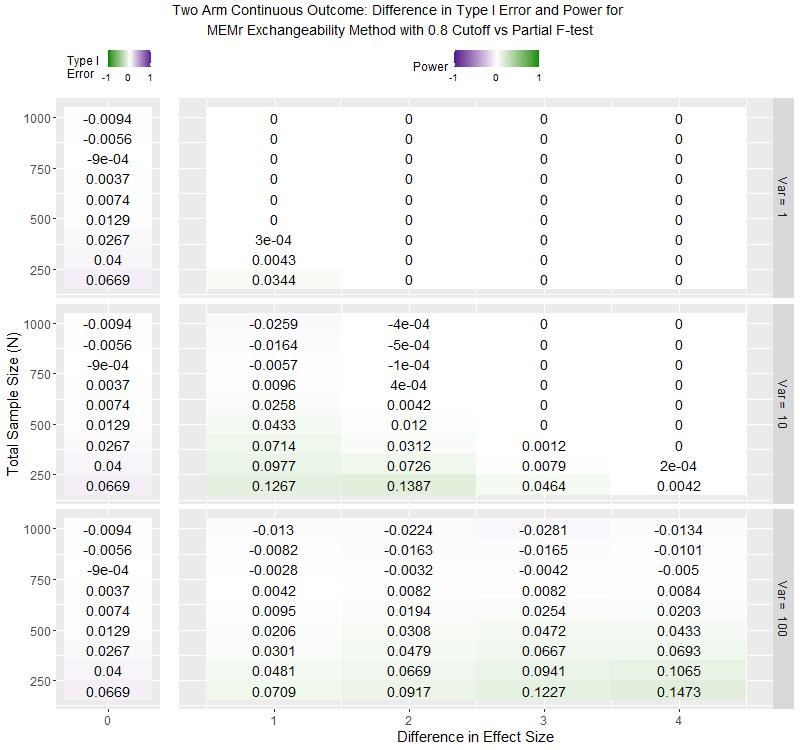 Two Arm Continuous Outcome: Difference in Type I Error and Power for
MEMr Exchangeability Method with 0.8 Cutoff vs Partial F-test
Type I
Error
-1 0 1
Power
-1 0 1
Total Sample Size (N)
1000 -0.0094 0 0 0 0
-0.0056 0 0 0 0
-9e-04 0 0 0 0
750
0.0037 0 0 0 0
0.0074 0 0 0 0
500 0.0129 0 0 0 0
0.0267 3e-04 0 0 0
0.04 0.0043 0 0 0
250
0.0669 0.0344 0 0 0
Var = 1
1000 -0.0094 -0.0259 -4e-04 0 0
-0.0056 -0.0164 -5e-04 0 0
-9e-04 -0.0057 -1e-04 0 0
750
0.0037 0.0096 4e-04 0 0
0.0074 0.0258 0.0042 0 0
500 0.0129 0.0433 0.012 0 0
0.0267 0.0714 0.0312 0.0012 0
0.04 0.0977 0.0726 0.0079 2e-04
250
0.0669 0.1267 0.1387 0.0464 0.0042
Var = 10
1000 -0.0094 -0.013 -0.0224 -0.0281 -0.0134
-0.0056 -0.0082 -0.0163 -0.0165 -0.0101
-9e-04 -0.0028 -0.0032 -0.0042 -0.005
750
0.0037 0.0042 0.0082 0.0082 0.0084
0.0074 0.0095 0.0194 0.0254 0.0203
500 0.0129 0.0206 0.0308 0.0472 0.0433
0.0267 0.0301 0.0479 0.0667 0.0693
0.04 0.0481 0.0669 0.0941 0.1065
250
0.0669 0.0709 0.0917 0.1227 0.1473
Var = 100
0 1 2 3 4
Difference in Effect Size